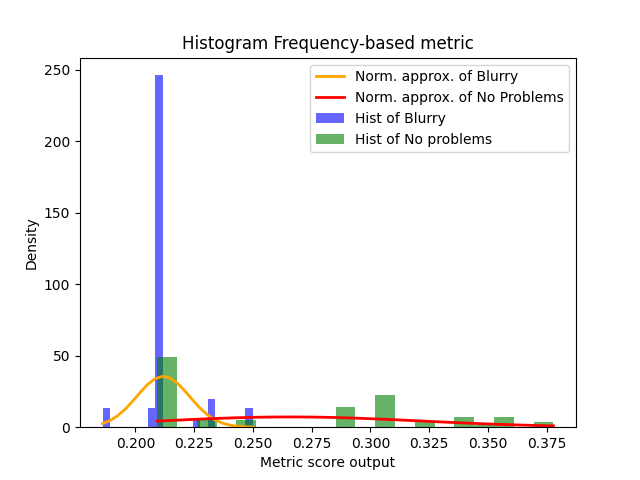 Histogram Frequency-based metric
Norm. approx. of Blurry
Norm. approx. of No Problems
Hist of Blurry
Hist of No problems
Density
250
200
150
100
50
0
0.200 0.225 0.250 0.275 0.300 0.325 0.350 0.375
Metric score output